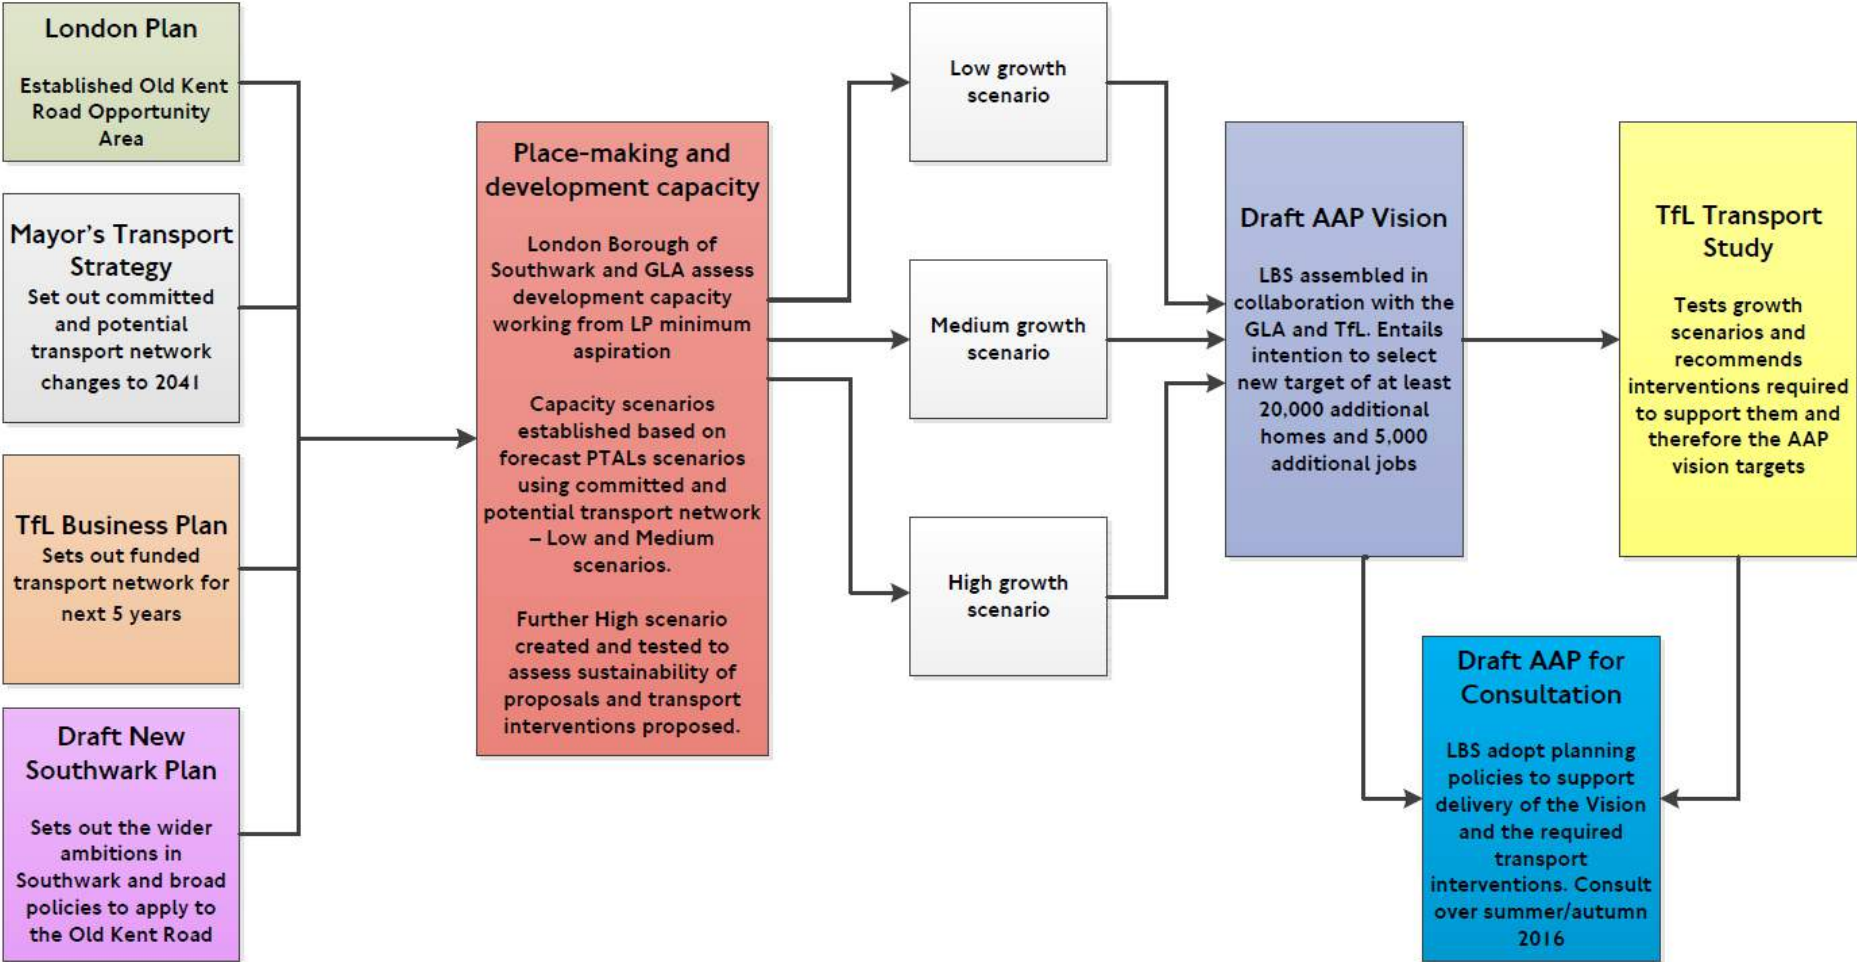 London Plan
Established Old Kent
Road Opportunity
Area
Mayor's Transport
Strategy
Set out committed
and potential
transport network
changes to 2041
TfL Business Plan
Sets out funded
transport network for
next 5 years
Draft New
Southwark Plan
Sets out the wider
ambitions in
Southwark and broad
policies to apply to
the Old Kent Road
Place-making and
development capacity
London Borough of
Southwark and GLA assess
development capacity
working from LP minimum
aspiration
Capacity scenarios
established based on
forecast PTALs scenarios
using committed and
potential transport network
– Low and Medium
scenarios.
Further High scenario
created and tested to
assess sustainability of
proposals and transport
interventions proposed.
Low growth
scenario
Medium growth
scenario
High growth
scenario
Draft AAP Vision
LBS assembled in
collaboration with the
GLA and TfL. Entails
intention to select
new target of at least
20,000 additional
homes and 5,000
additional jobs
TfL Transport
Study
Tests growth
scenarios and
recommends
interventions required
to support them and
therefore the AAP
vision targets
Draft AAP for
Consultation
LBS adopt planning
policies to support
delivery of the Vision
and the required
transport
interventions. Consult
over summer/autumn
2016